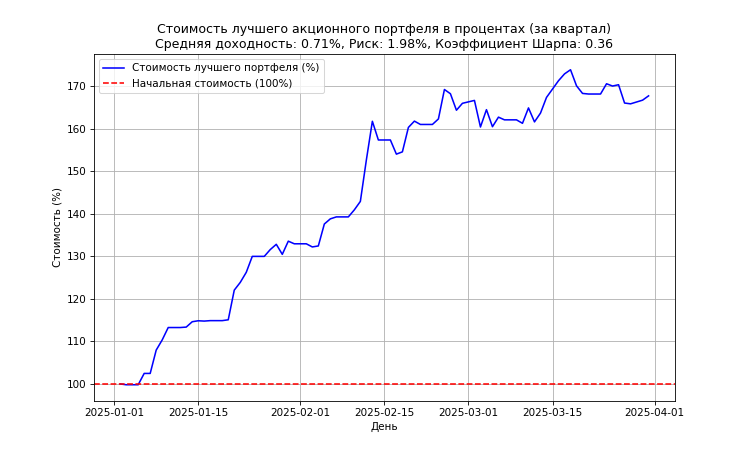 Стоимость лучшего акционного портфеля в процентах (за квартал)
Средняя доходность: 0.71%, Риск: 1.98%, Коэффициент Шарпа: 0.36
Стоимость лучшего портфеля (%)
Начальная стоимость (100%)
Стоимость (%)
170
160
150
140
130
120
110
100
2025-01-01
2025-01-15
2025-02-01
2025-02-15
2025-03-01
2025-03-15
2025-04-01
День